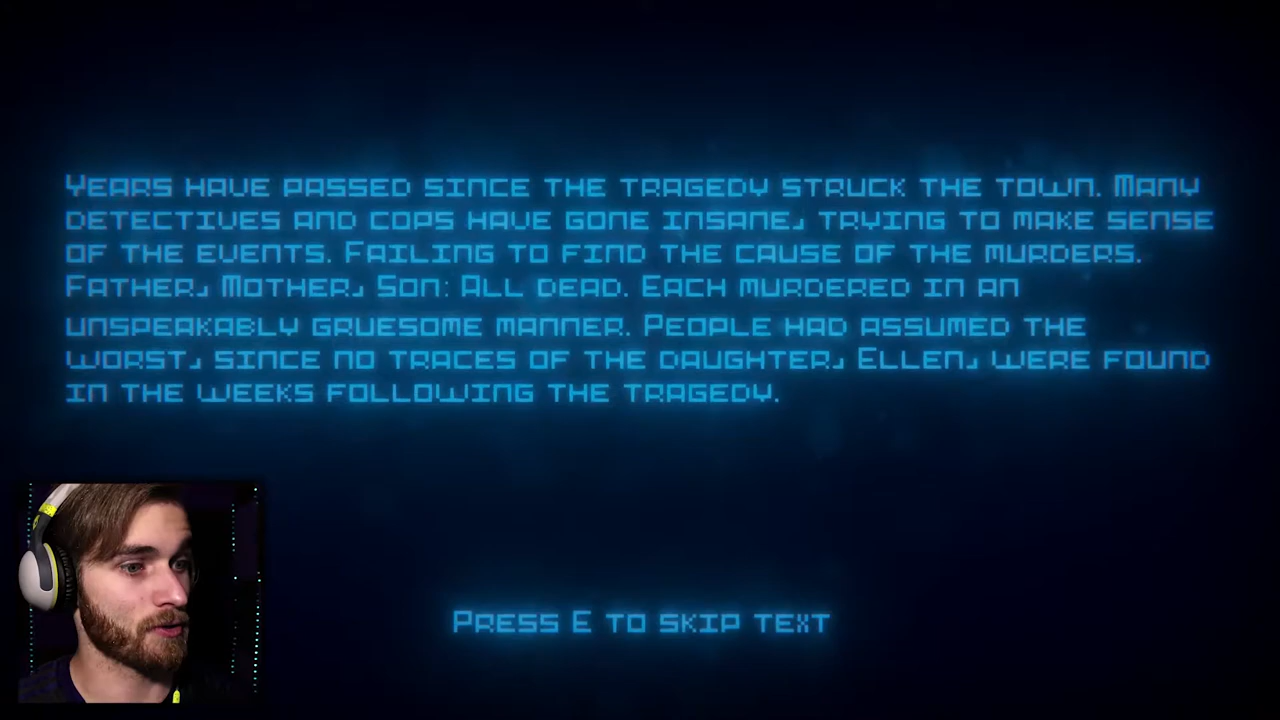 Years have passed since the tragedy struck the town. Many
detectives and cops have gone insane, trying to make sense
of the events. Failing to find the cause of the murders.
Father, Mother, Son: All dead. Each murdered in an
unspeakably gruesome manner. People had assumed the
worst, since no traces of the daughter, Ellen, were found
in the weeks following the tragedy.
Press E to skip text